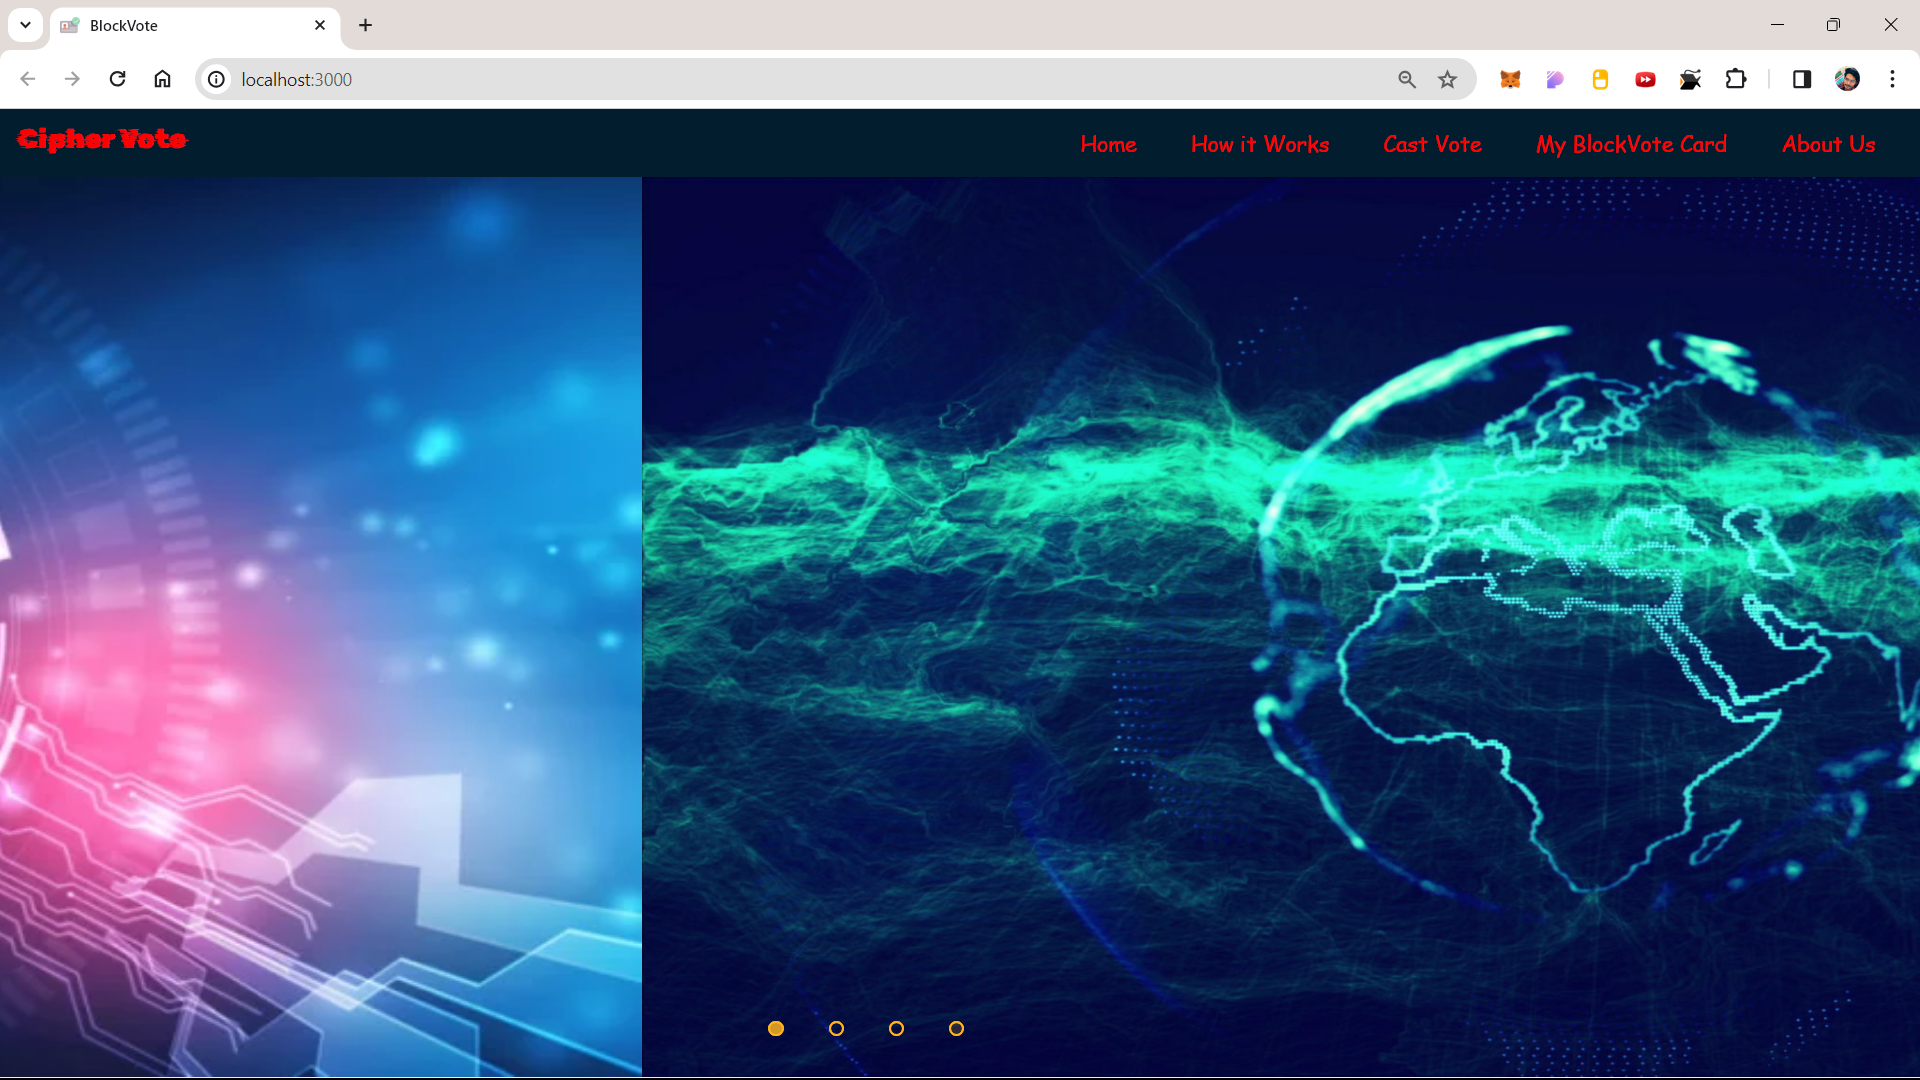 BlockVote
localhost:3000
Cipher Vote
Home
How it Works
Cast Vote
My BlockVote Card
About Us